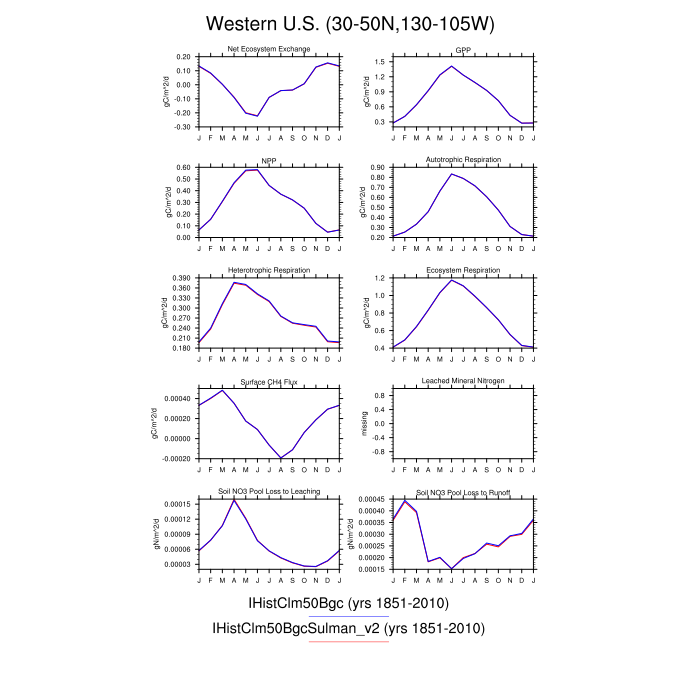 Western U.S. (30-50N,130-105W)
Net Ecosystem Exchange
gC/m^2/d
0.20
0.10
0.00
-0.10
-0.20
-0.30
J F M A M J J A S O N D J
GPP
gC/m^2/d
1.5
1.2
0.9
0.6
0.3
J F M A M J J A S O N D J
NPP
gC/m^2/d
0.60
0.50
0.40
0.30
0.20
0.10
0.00
J F M A M J J A S O N D J
Autotrophic Respiration
gC/m^2/d
0.90
0.80
0.70
0.60
0.50
0.40
0.30
0.20
J F M A M J J A S O N D J
Heterotrophic Respiration
gC/m^2/d
0.390
0.360
0.330
0.300
0.270
0.240
0.210
0.180
J F M A M J J A S O N D J
Ecosystem Respiration
gC/m^2/d
1.2
1.0
0.8
0.6
0.4
J F M A M J J A S O N D J
Surface CH4 Flux
gC/m^2/d
0.00040
0.00020
0.00000
-0.00020
J F M A M J J A S O N D J
Leached Mineral Nitrogen
missing
0.8
0.4
0.0
-0.4
-0.8
J F M A M J J A S O N D J
Soil NO3 Pool Loss to Leaching
gN/m^2/d
0.00015
0.00012
0.00009
0.00006
0.00003
J F M A M J J A S O N D J
Soil NO3 Pool Loss to Runoff
gN/m^2/d
0.00045
0.00040
0.00035
0.00030
0.00025
0.00020
0.00015
J F M A M J J A S O N D J
IHistClm50Bgc (yrs 1851-2010)
IHistClm50BgcSulman_v2 (yrs 1851-2010)